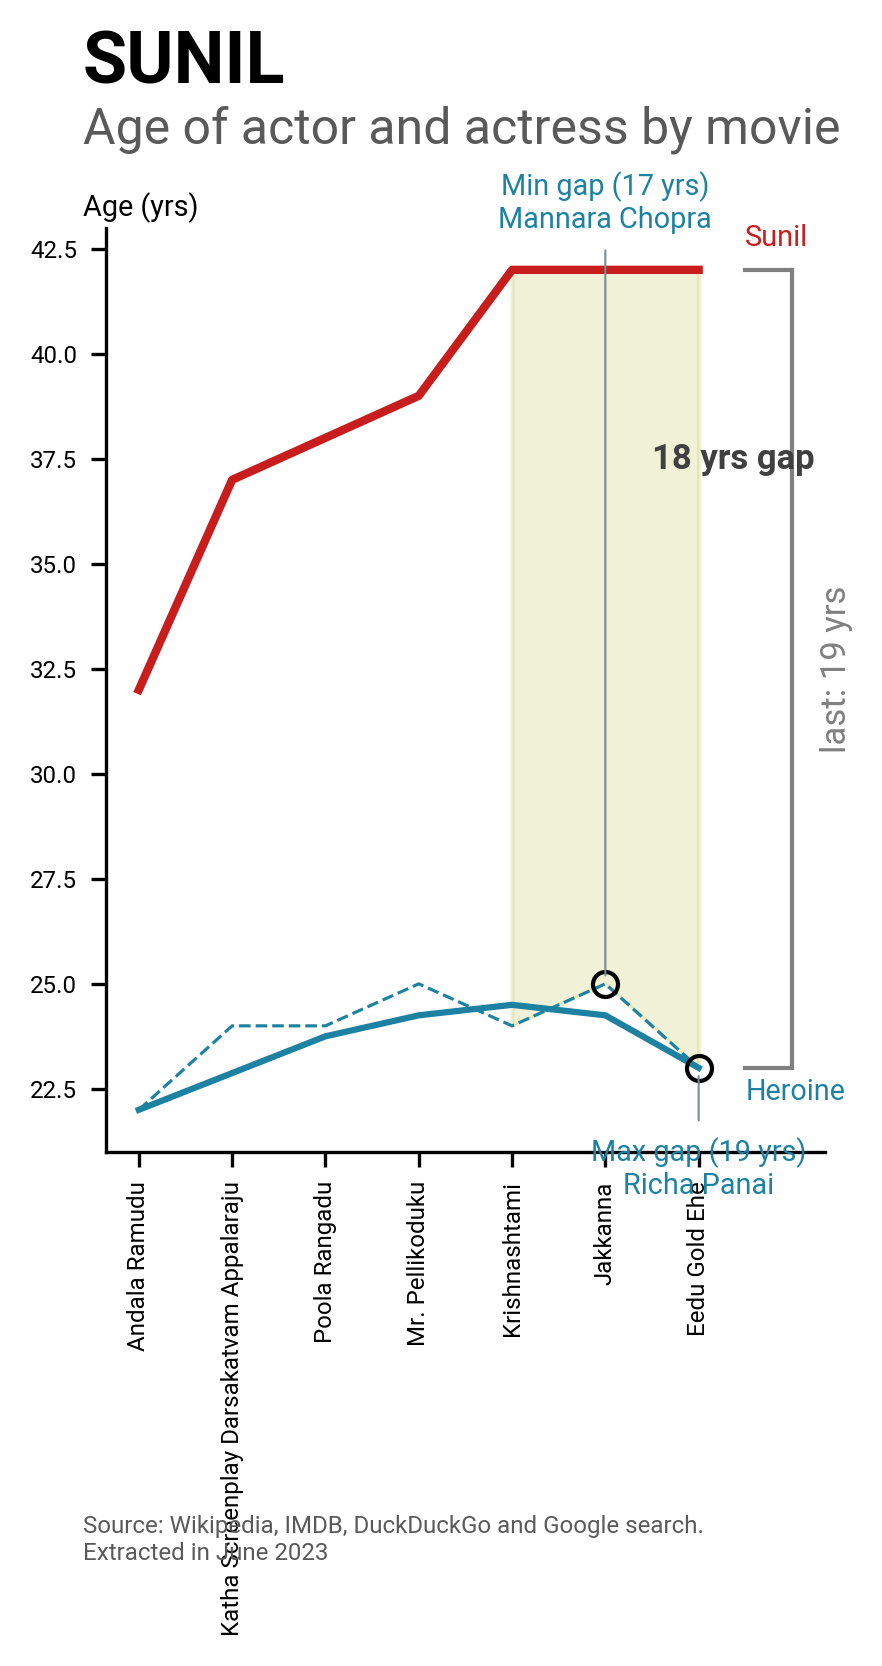 SUNIL
Age of actor and actress by movie
Min gap (17 yrs)
Mannara Chopra
Age (yrs)
Sunil
42.5
40.0
37.5
35.0
32.5
30.0
27.5
25.0
22.5
18 yrs gap
last: 19 yrs
Heroine
Max gap (19 yrs)
Richa Panai
Andala Ramudu
Katha Screenplay Darsakatvam Appalaraju
Poola Rangadu
Mr. Pellikoduku
Krishnashtami
Jakkanna
Eedu Gold Ehe
Source: Wikipedia, IMDB, DuckDuckGo and Google search.
Extracted in June 2023